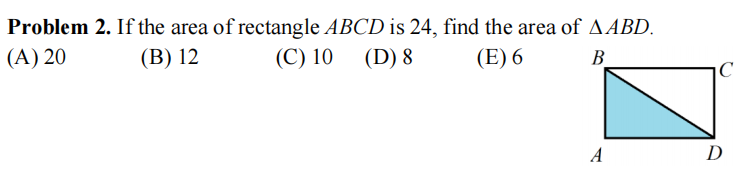 Problem 2. If the area of rectangle ABCD is 24, find the area of ΔABD.
(A) 20 (B) 12 (C) 10 (D) 8 (E) 6
B
C
A
D